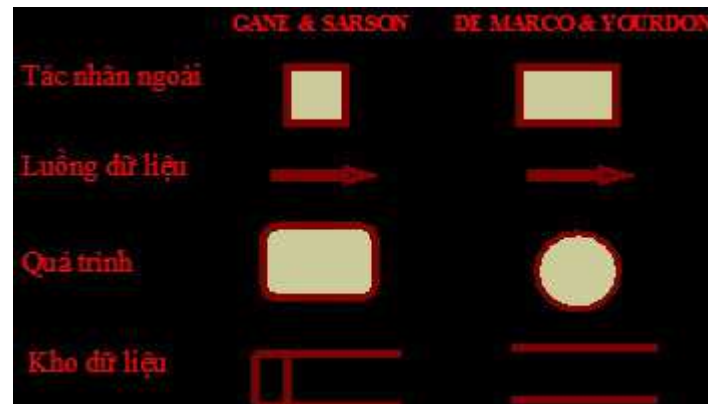 GANE & SARSON DE MARCO & YOURDON
Tác nhân ngoài
Luồng dữ liệu
Quá trình
Kho dữ liệu